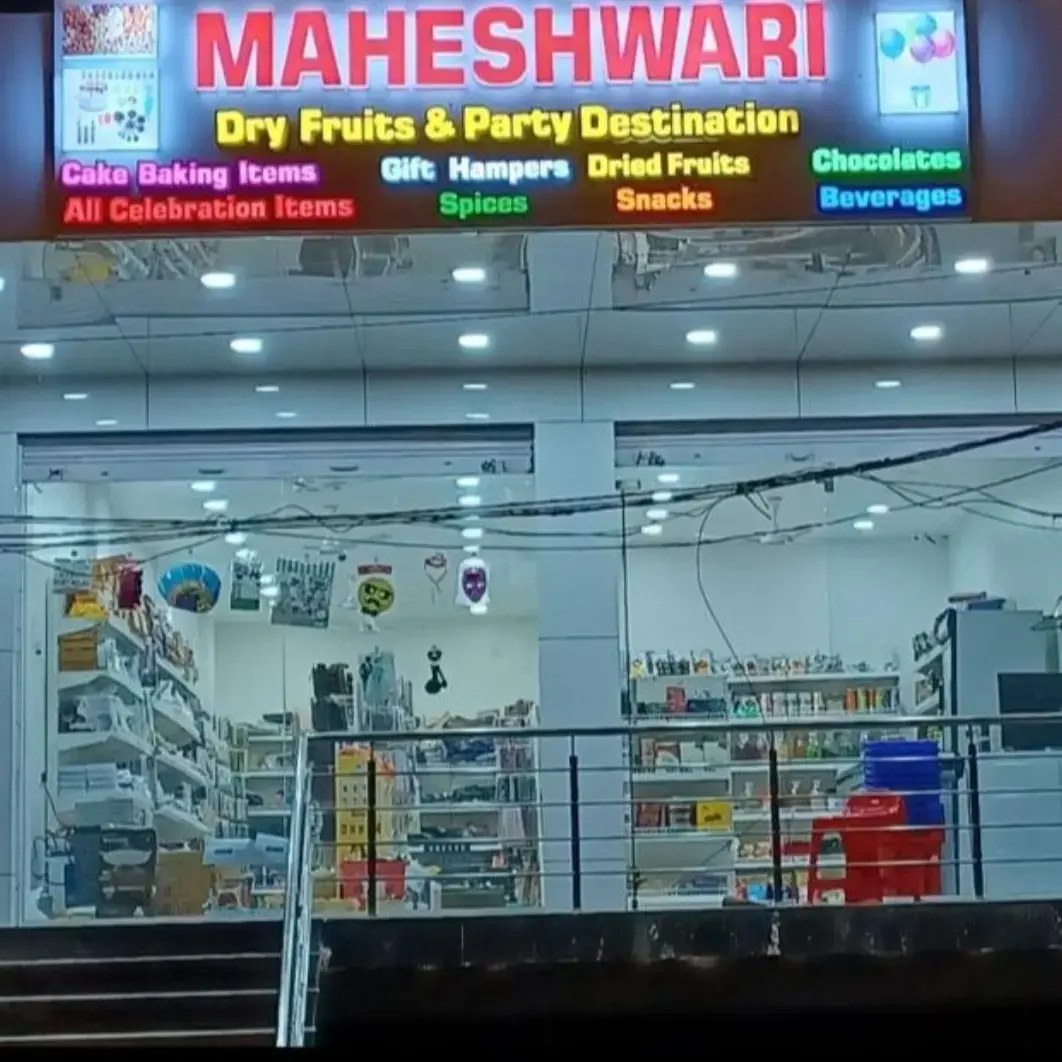 MAHESHWARI
Dry Fruits & Party Destination
Cake Baking Items Gift Hampers Dried Fruits Chocolates
All Celebration Items Spices Snacks Beverages